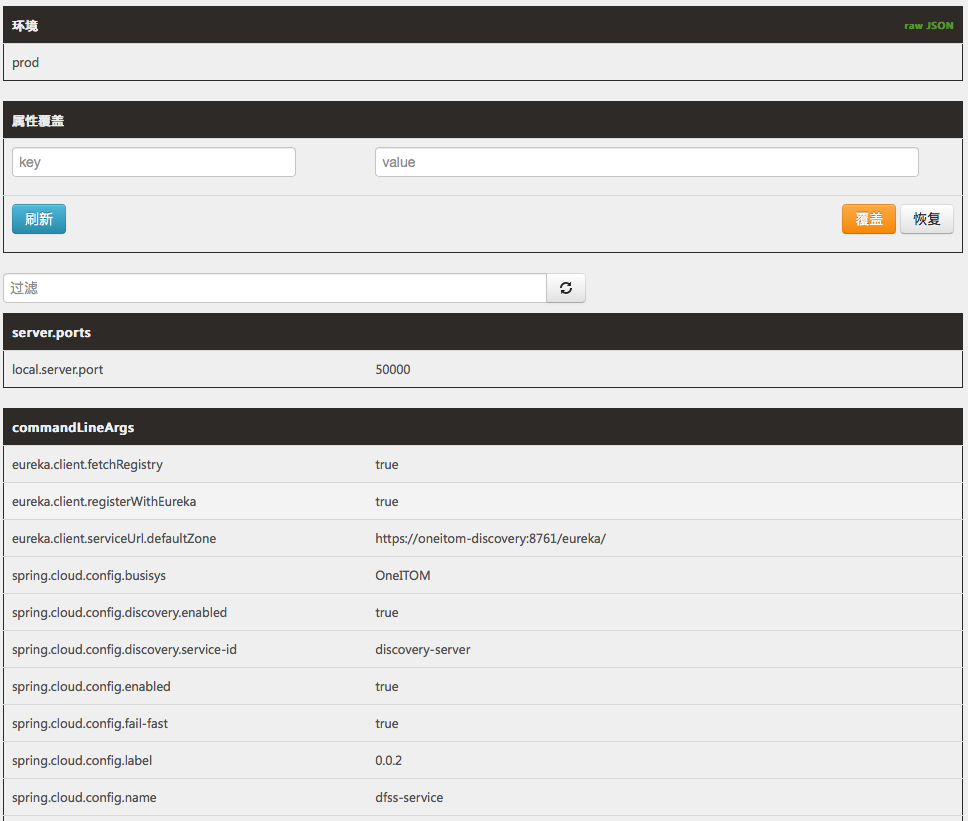 环境 raw JSON
prod
属性覆盖
key value
刷新 覆盖 恢复
过滤
server.ports
local.server.port 50000
commandLineArgs
eureka.client.fetchRegistry true
eureka.client.registerWithEureka true
eureka.client.serviceUrl.defaultZone https://oneitom-discovery:8761/eureka/
spring.cloud.config.busisys OneITOM
spring.cloud.config.discovery.enabled true
spring.cloud.config.discovery.service-id discovery-server
spring.cloud.config.enabled true
spring.cloud.config.fail-fast true
spring.cloud.config.label 0.0.2
spring.cloud.config.name dfss-service